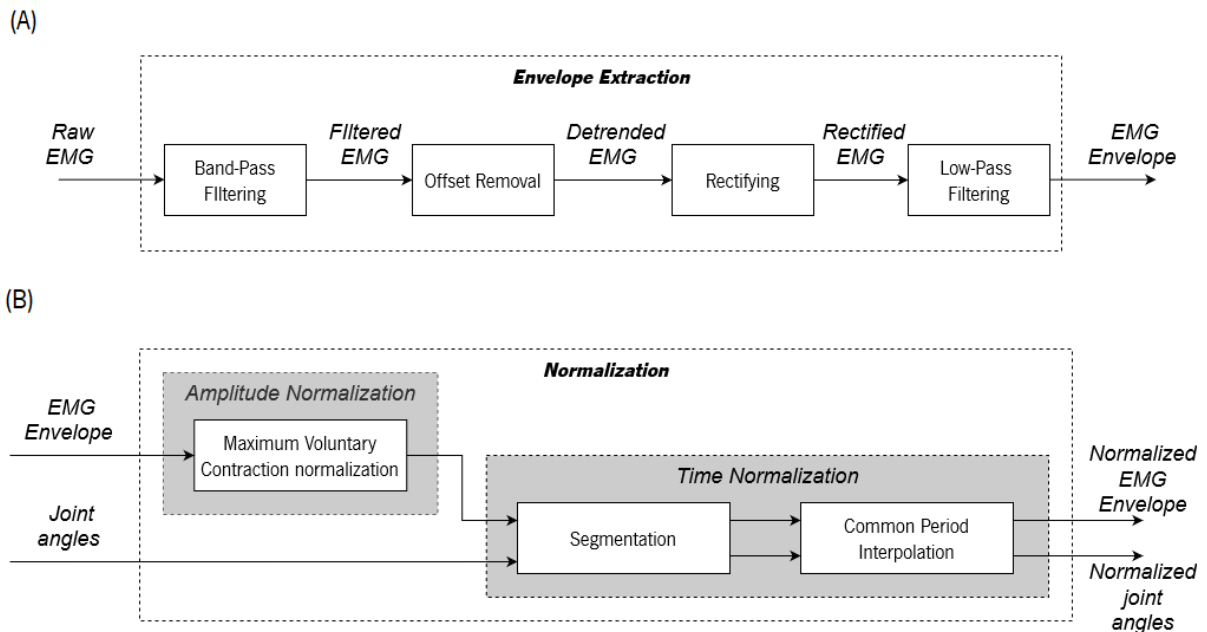 (A)
Envelope Extraction
Raw
EMG
Band-Pass
FIltering
FIltered
EMG
Offset Removal
Detrended
EMG
Rectifying
Rectified
EMG
Low-Pass
Filtering
EMG
Envelope
(B)
Normalization
EMG
Envelope
Amplitude Normalization
Maximum Voluntary
Contraction normalization
Joint
angles
Time Normalization
Segmentation
Common Period
Interpolation
Normalized
EMG
Envelope
Normalized
joint
angles